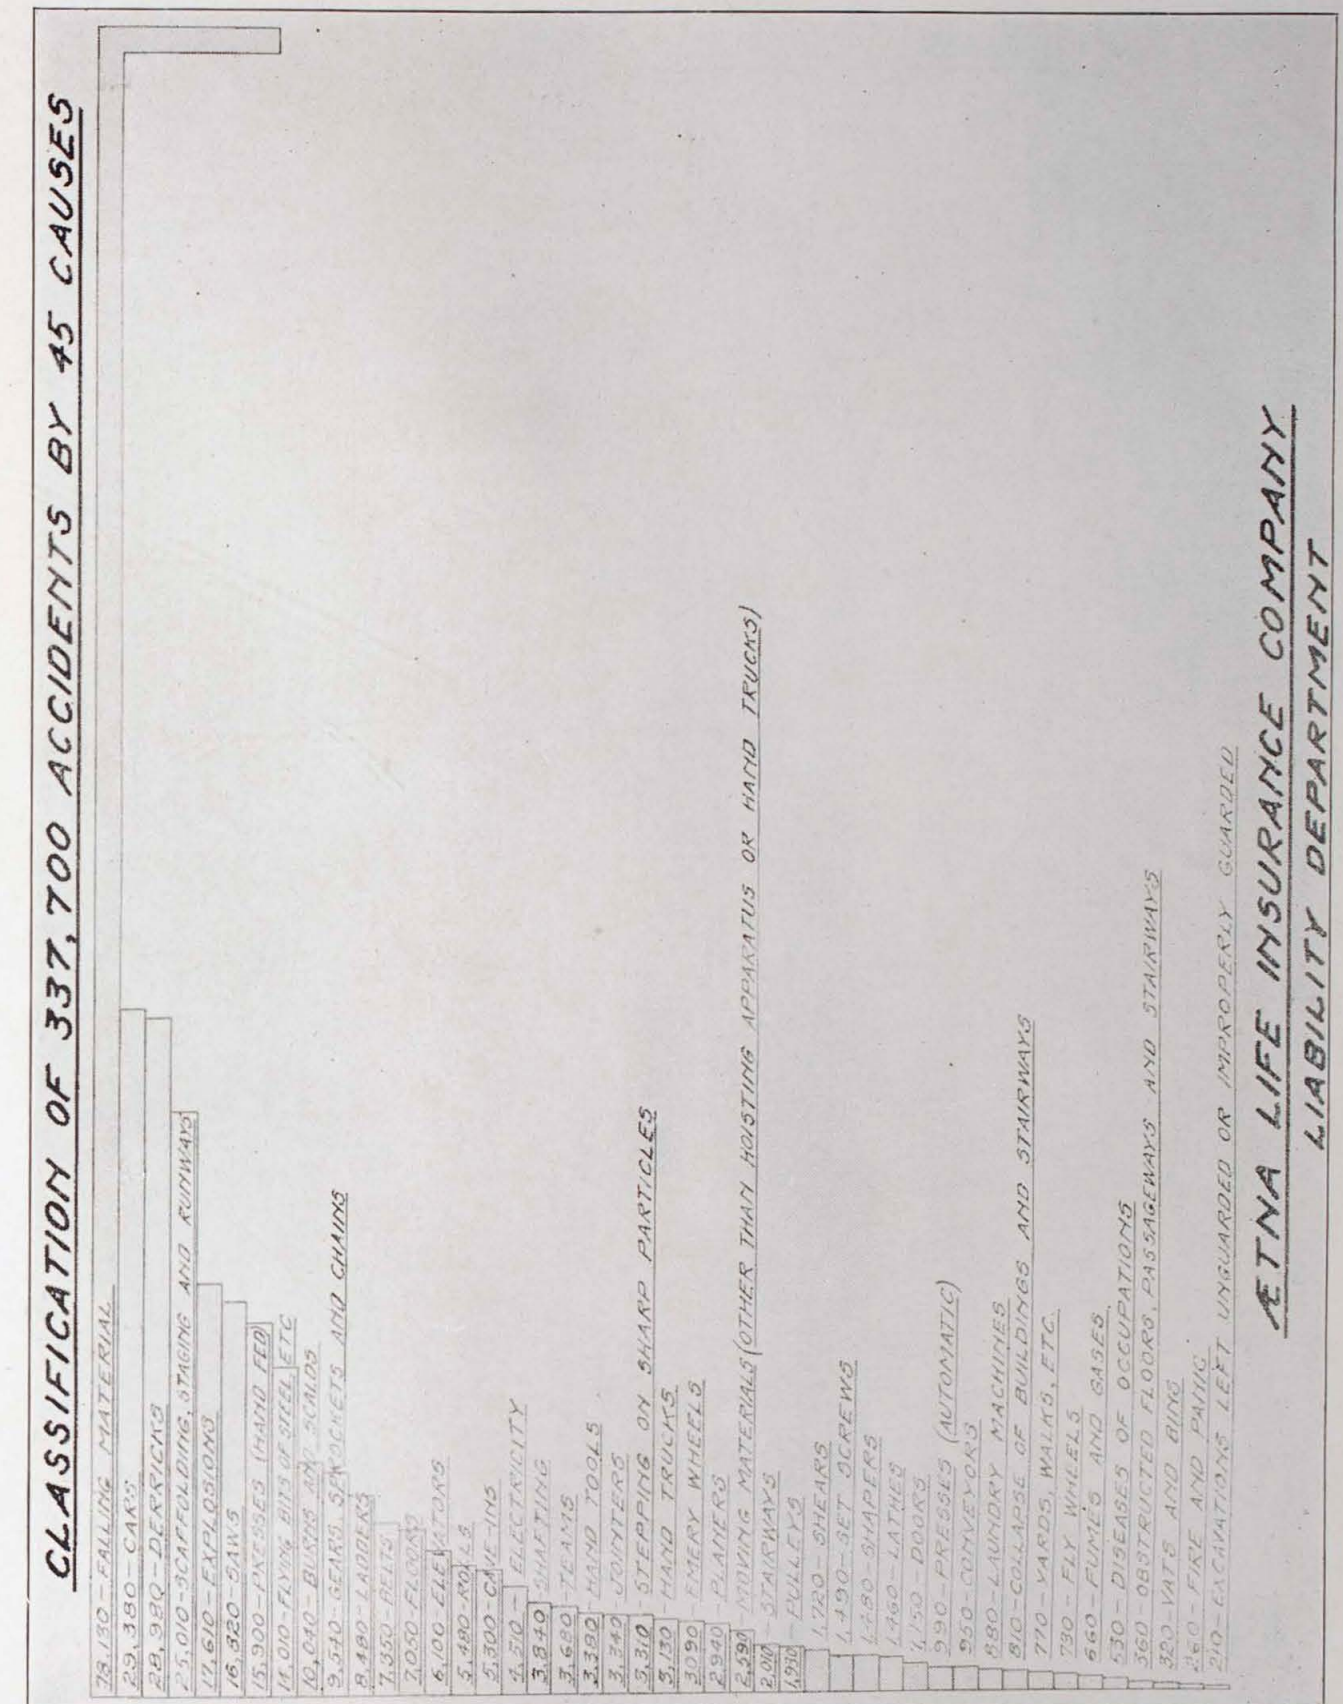 CLASSIFICATION OF 337,700 ACCIDENTS BY 45 CAUSES
78,130-FALLING MATERIAL
29,380-CARS
28,980-DERRICKS
25,010-SCAFFOLDING, STAGING AND RUNWAYS
17,610-EXPLOSIONS
16,820-SAWS
15,900-PRESSES (HAND FED)
14,010-FLYING BITS OF STEEL, ETC
10,040-BURNS AND SCALDS
9,540-GEARS, SPROCKETS AND CHAINS
8,480-LADDERS
7,350-BELTS
7,050-FLOORS
6,100 ELEVATORS
5,480-ROLLS
5,300-CAVE-INS
4,510-ELECTRICITY
3,840-SHAFTING
3,680-TEAMS
3,390-HAND TOOLS
3,340-JOINTERS
3,310-STEPPING ON SHARP PARTICLES
3,130-HAND TRUCKS
3090-EMERY WHEELS
2,940-PLANERS
2,590-MOVING MATERIALS (OTHER THAN HOISTING APPARATUS OR HAND TRUCKS)
2,010-STAIRWAYS
1,930-PULLEYS
1,720-SHEARS
1,490-SET SCREWS
1,480-SHAPERS
1,460-LATHES
1,150-DOORS
990-PRESSES (AUTOMATIC)
950-CONVEYORS
880-LAUNDRY MACHINES
810-COLLAPSE OF BUILDINGS AND STAIRWAYS
770-YARDS, WALKS, ETC.
730-FLY WHEELS
660-FUMES AND GASES
530-DISEASES OF OCCUPATIONS
360 OBSTRUCTED FLOORS, PASSAGEWAYS AND STAIRWAYS
320-VATS AND BINS
260-FIRE AND PANIC
210-EXCAVATIONS LEFT UNGUARDED OR IMPROPERLY GUARDED
ÆTNA LIFE INSURANCE COMPANY
LIABILITY DEPARTMENT